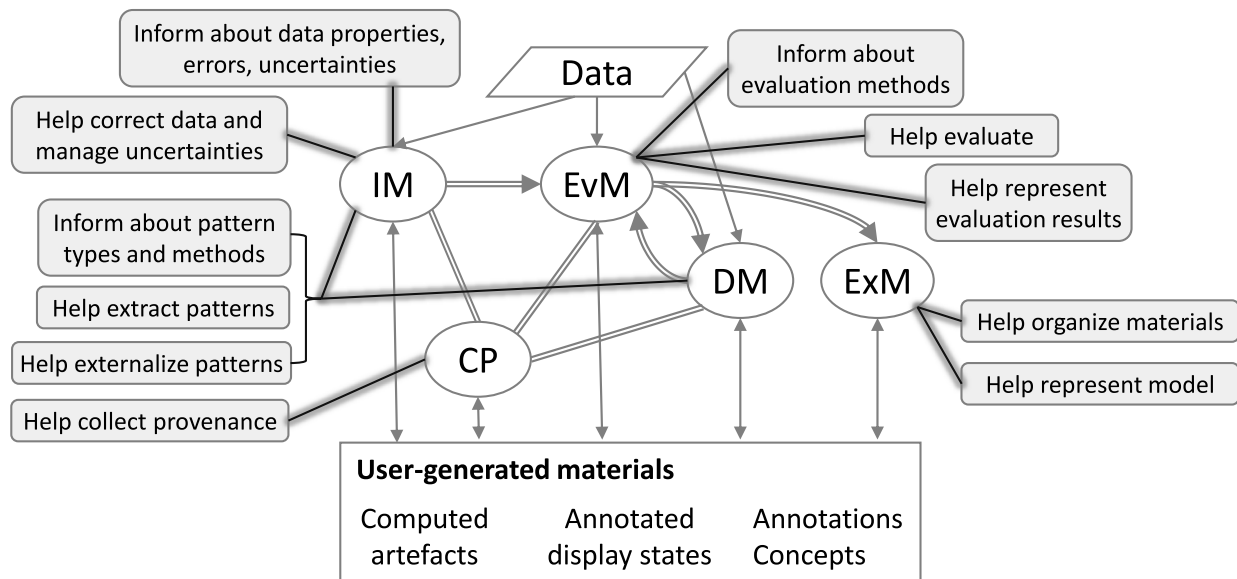 Inform about data properties,
errors, uncertainties
Data
Inform about
evaluation methods
Help correct data and
manage uncertainties
Help evaluate
IM
EvM
Help represent
evaluation results
Inform about pattern
types and methods
DM
ExM
Help extract patterns
Help organize materials
Help externalize patterns
CP
Help represent model
Help collect provenance
User-generated materials
Computed
artefacts
Annotated
display states
Annotations
Concepts